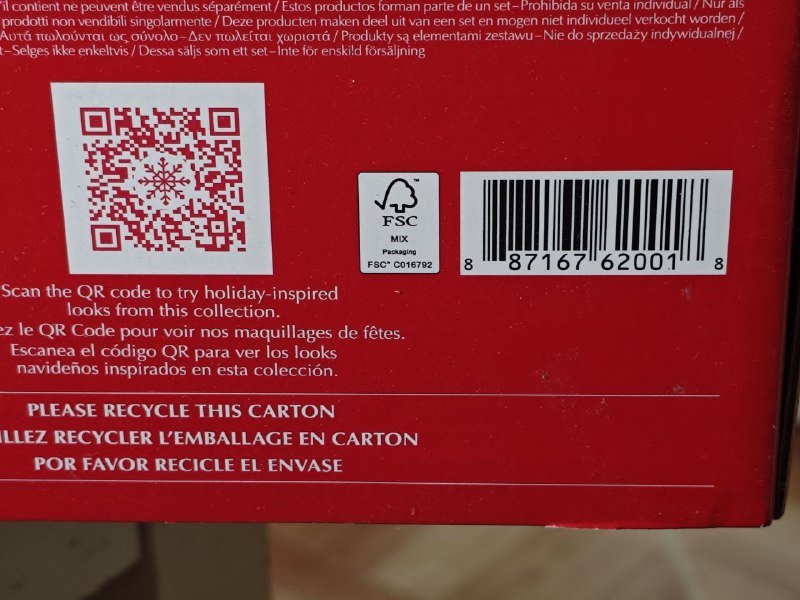 'il contient ne peuvent être vendus séparément / Estos productos forman parte de un set – Prohibida su venta individual / Nur als
prodotti non vendibili singolarmente / Deze producten maken deel uit van een set en mogen niet individueel verkocht worden /
Αυτά πωλούνται ως σύνολο – Δεν πωλείται χωριστά / Produkty są elementami zestawu – Nie do sprzedaży indywidualnej /
t – Selges ikke enkeltvis / Dessa säljs som ett set – Inte för enskild försäljning
FSC
MIX
Packaging
FSC™ C016792
8 87167 62001 8
Scan the QR code to try holiday-inspired
looks from this collection.
ez le QR Code pour voir nos maquillages de fêtes.
Escanea el código QR para ver los looks
navideños inspirados en esta colección.
PLEASE RECYCLE THIS CARTON
ILLEZ RECYCLER L'EMBALLAGE EN CARTON
POR FAVOR RECICLE EL ENVASE